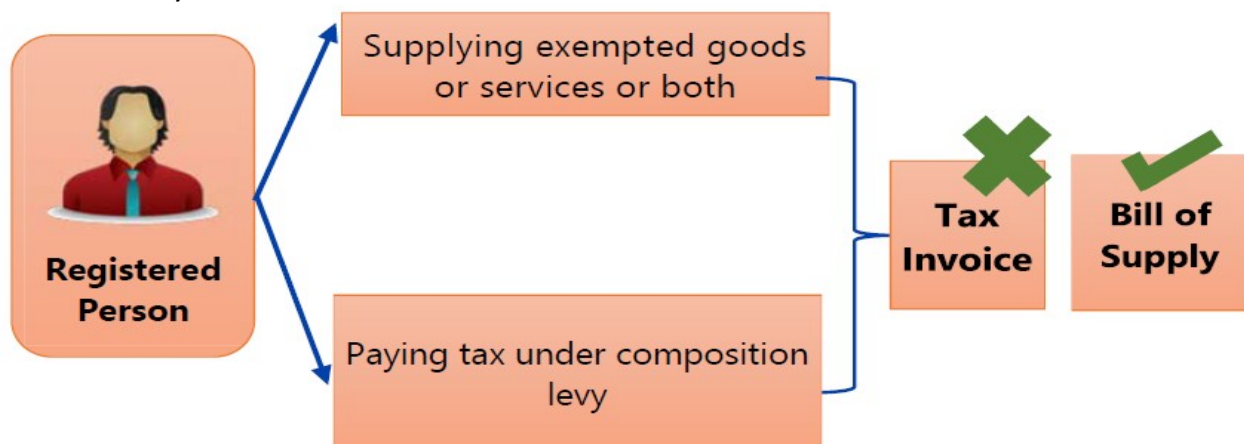 Registered
Person
Supplying exempted goods
or services or both
Paying tax under composition
levy
Tax
Invoice
Bill of
Supply